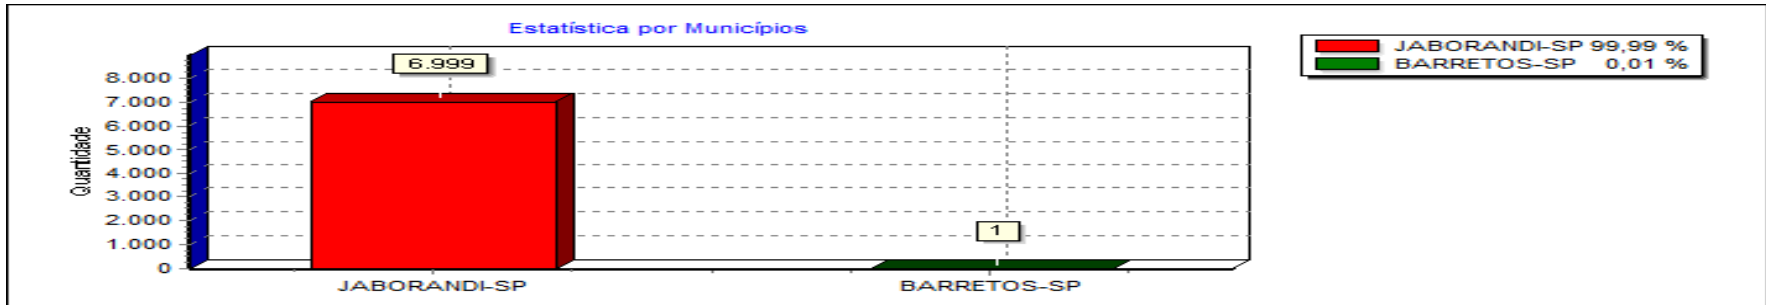 Estatística por Municípios
JABORANDI-SP 99,99 %
BARRETOS-SP 0,01 %
6.999
1
Quantidade
8.000
7.000
6.000
5.000
4.000
3.000
2.000
1.000
0
JABORANDI-SP
BARRETOS-SP